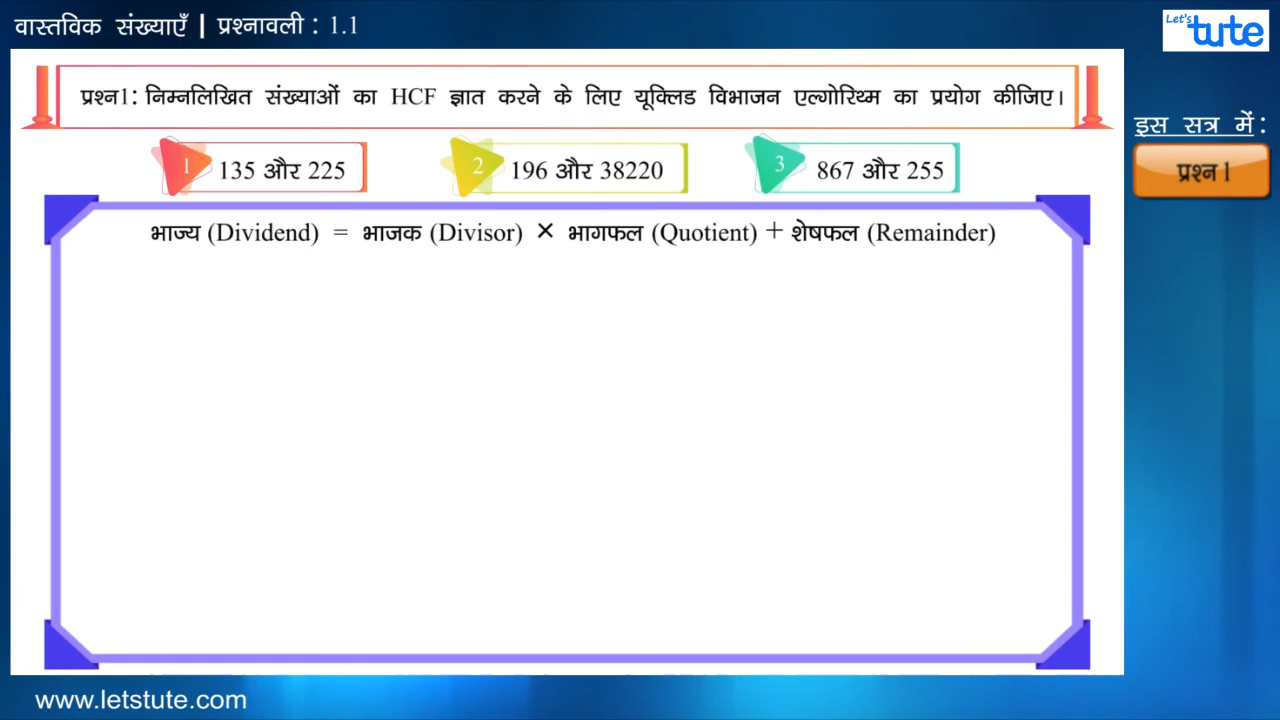 वास्तविक संख्याएँ | प्रश्नावली : 1.1
Let's tute
प्रश्न1: निम्नलिखित संख्याओं का HCF ज्ञात करने के लिए यूक्लिड विभाजन एल्गोरिथ्म का प्रयोग कीजिए।
इस सत्र में :
प्रश्न 1
1 135 और 225
2 196 और 38220
3 867 और 255
भाज्य (Dividend) = भाजक (Divisor) × भागफल (Quotient) + शेषफल (Remainder)
www.letstute.com